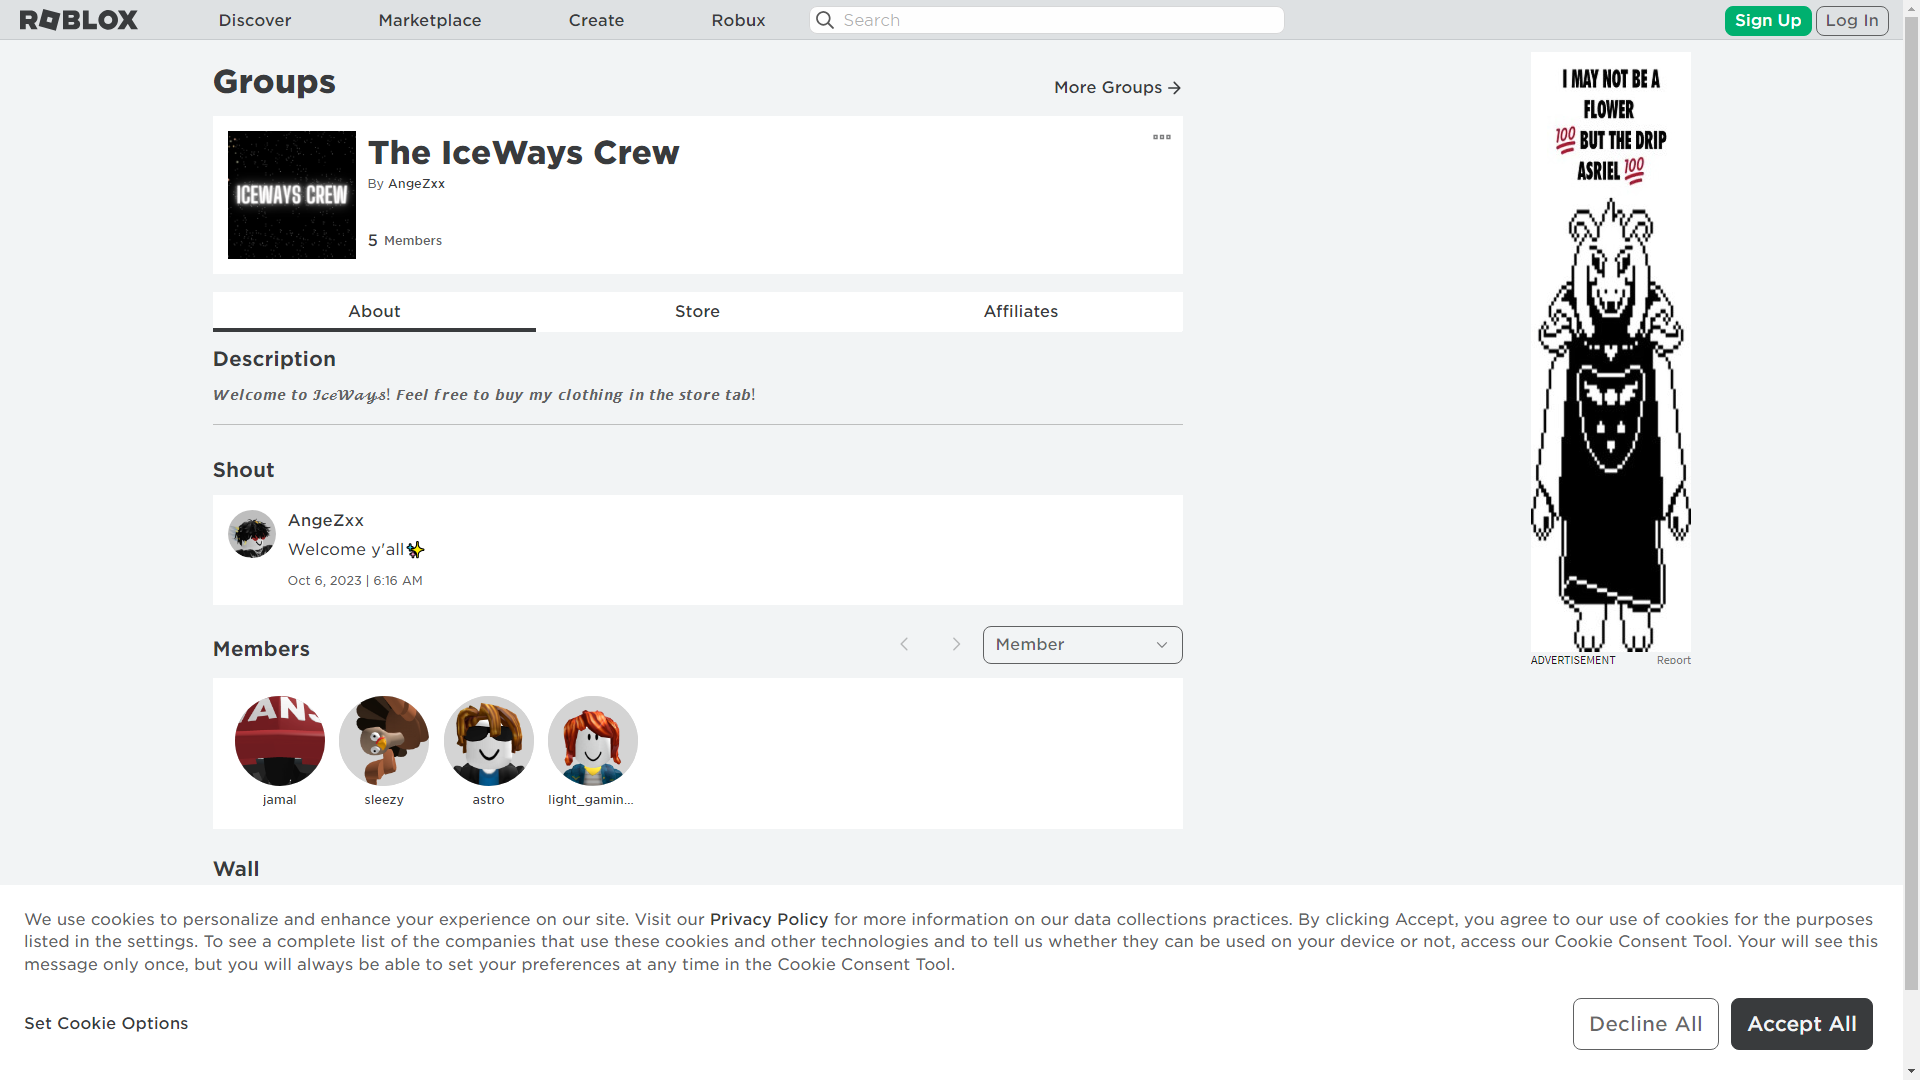 ROBLOX
Discover
Marketplace
Create
Robux
Search
Sign Up
Log In
Groups
More Groups
ICEWAYS CREW
The IceWays Crew
By AngeZxx
5 Members
About
Store
Affiliates
Description
𝙒𝙚𝙡𝙘𝙤𝙢𝙚 𝙩𝙤 𝓘𝓬𝓮𝓦𝓪𝔂𝓼! 𝙁𝙚𝙚𝙡 𝙛𝙧𝙚𝙚 𝙩𝙤 𝙗𝙪𝙮 𝙢𝙮 𝙘𝙡𝙤𝙩𝙝𝙞𝙣𝙜 𝙞𝙣 𝙩𝙝𝙚 𝙨𝙩𝙤𝙧𝙚 𝙩𝙖𝙗!
Shout
AngeZxx
Welcome y'all✨
Oct 6, 2023 | 6:16 AM
Members
Member
VANS
jamal
sleezy
astro
light_gamin...
Wall
I MAY NOT BE A
FLOWER
💯 BUT THE DRIP
ASRIEL 💯
ADVERTISEMENT
Report
We use cookies to personalize and enhance your experience on our site. Visit our Privacy Policy for more information on our data collections practices. By clicking Accept, you agree to our use of cookies for the purposes
listed in the settings. To see a complete list of the companies that use these cookies and other technologies and to tell us whether they can be used on your device or not, access our Cookie Consent Tool. Your will see this
message only once, but you will always be able to set your preferences at any time in the Cookie Consent Tool.
Set Cookie Options
Decline All
Accept All